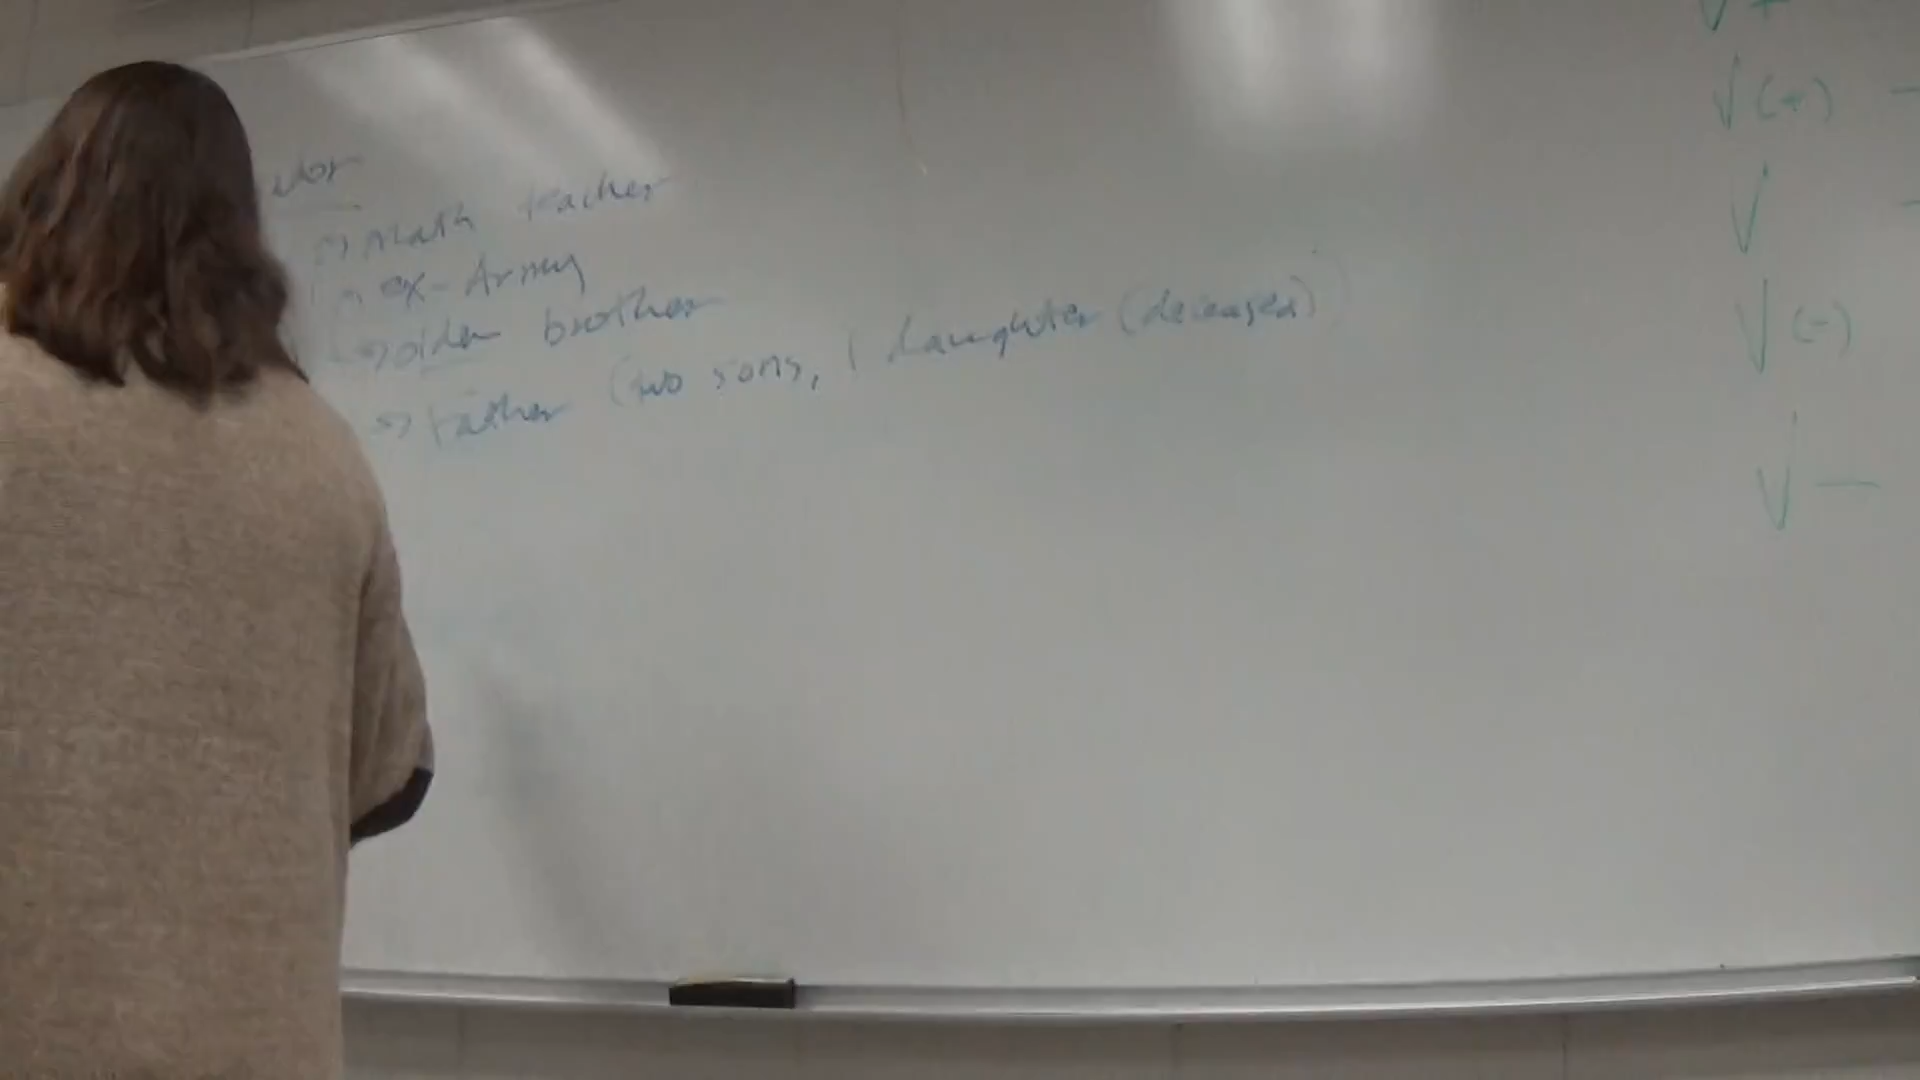 → math teacher
→ ex-Army
→ older brother
→ Father (two sons, 1 daughter (deceased))
√ +
√ (+) -
√ -
√ (-)
√ -